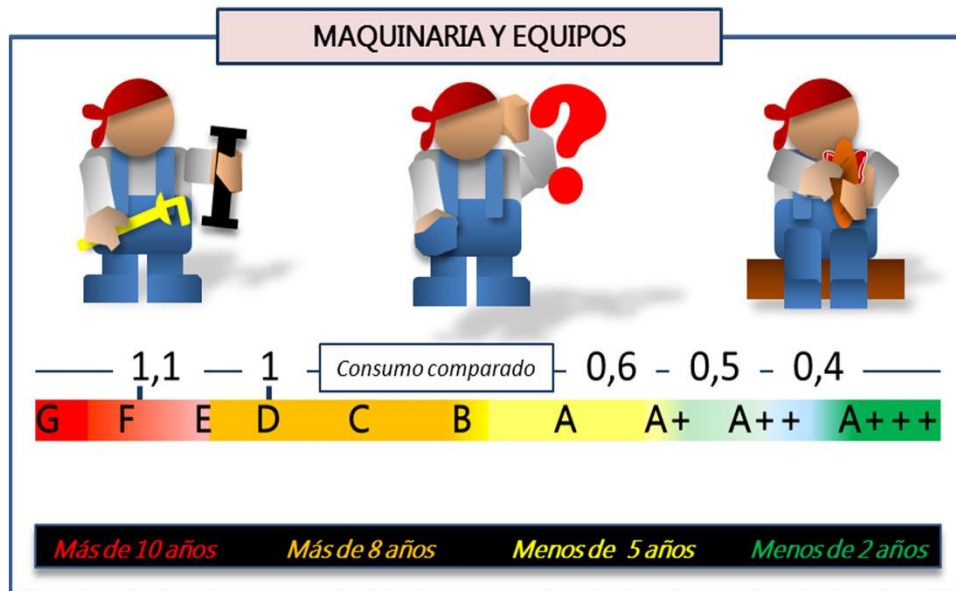 MAQUINARIA Y EQUIPOS
?
1,1 1 Consumo comparado 0,6 0,5 0,4
G F E D C B A A+ A++ A+++
Más de 10 años Más de 8 años Menos de 5 años Menos de 2 años